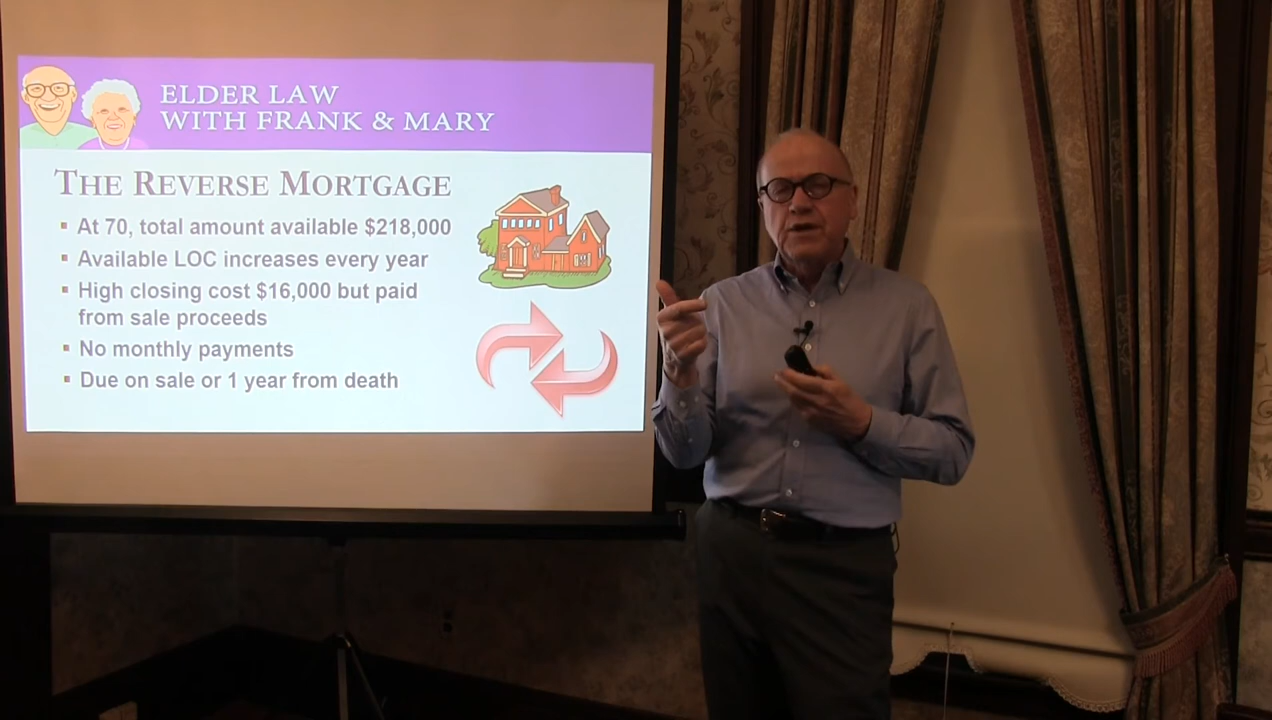 ELDER LAW
WITH FRANK & MARY
THE REVERSE MORTGAGE
▪ At 70, total amount available $218,000
▪ Available LOC increases every year
▪ High closing cost $16,000 but paid
from sale proceeds
▪ No monthly payments
▪ Due on sale or 1 year from death